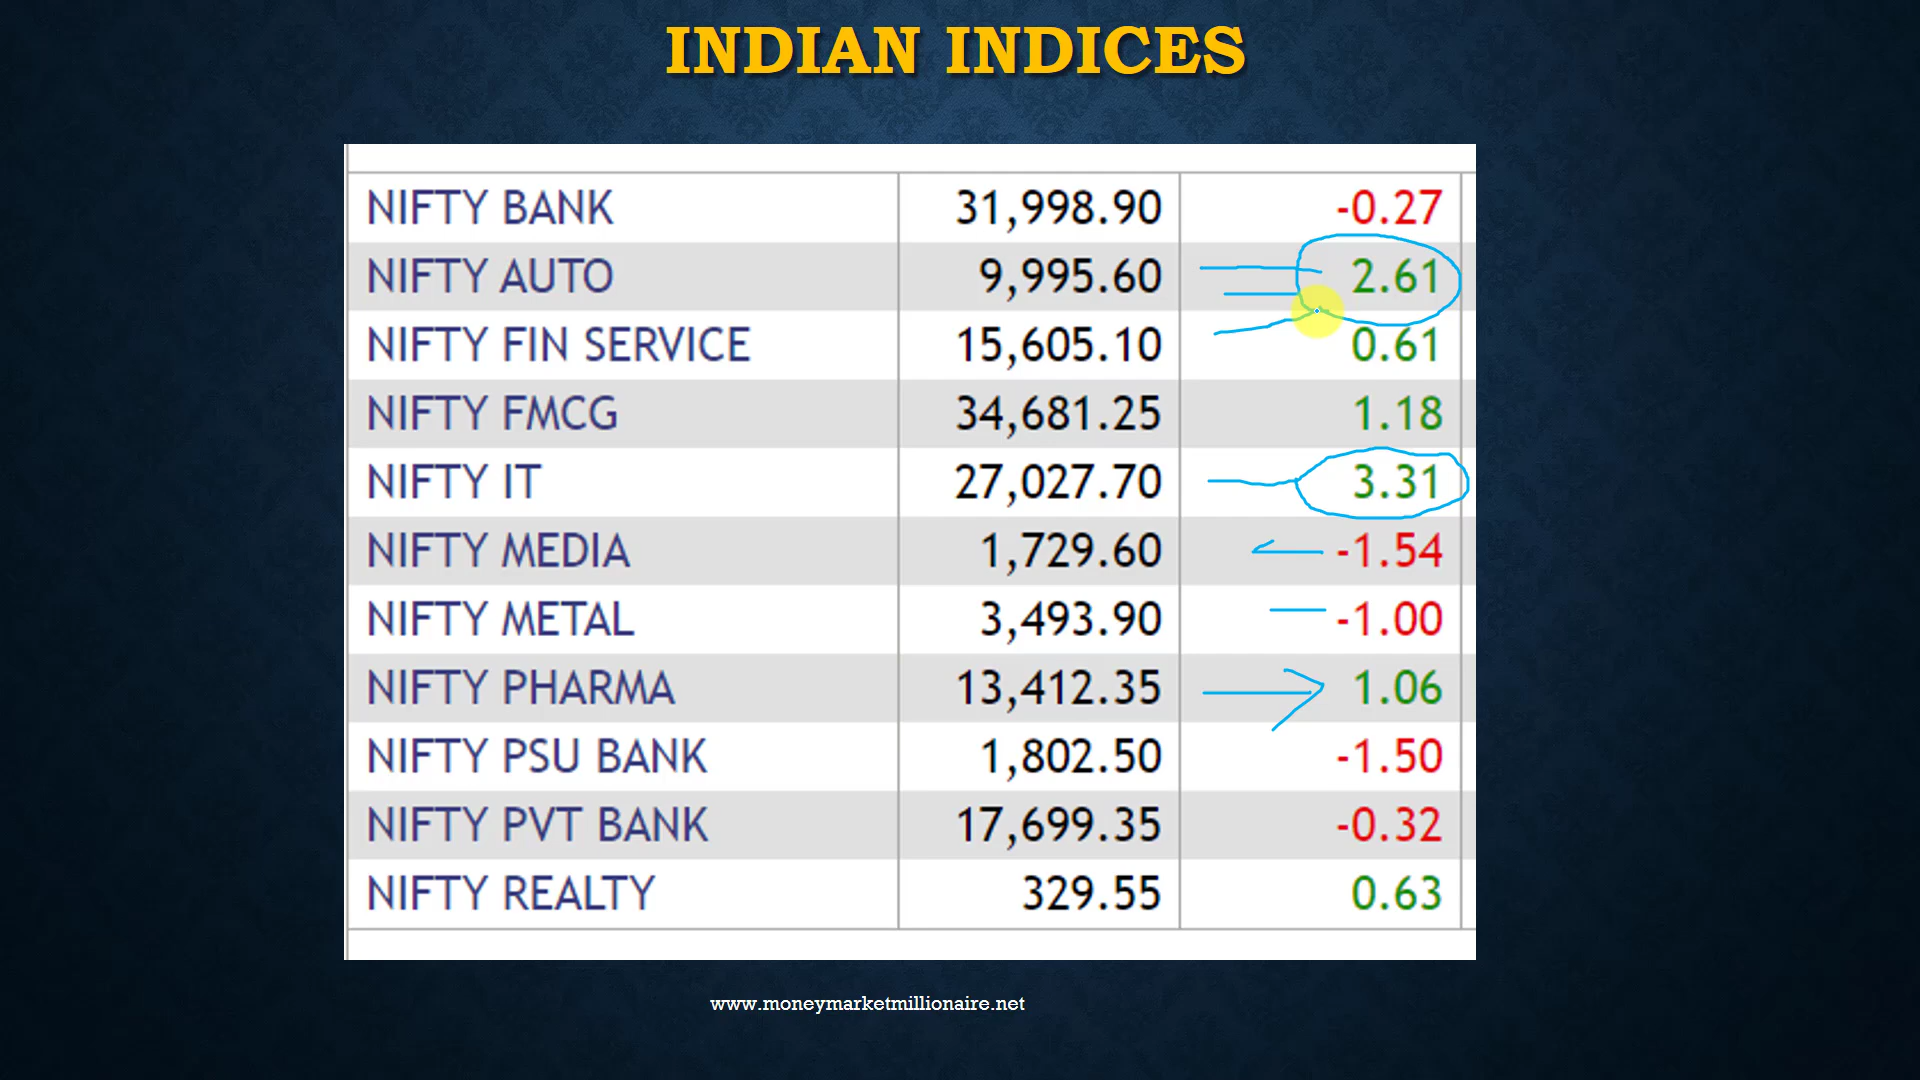 INDIAN INDICES
NIFTY BANK 31,998.90 -0.27
NIFTY AUTO 9,995.60 2.61
NIFTY FIN SERVICE 15,605.10 0.61
NIFTY FMCG 34,681.25 1.18
NIFTY IT 27,027.70 3.31
NIFTY MEDIA 1,729.60 -1.54
NIFTY METAL 3,493.90 -1.00
NIFTY PHARMA 13,412.35 1.06
NIFTY PSU BANK 1,802.50 -1.50
NIFTY PVT BANK 17,699.35 -0.32
NIFTY REALTY 329.55 0.63
www.moneymarketmillionaire.net